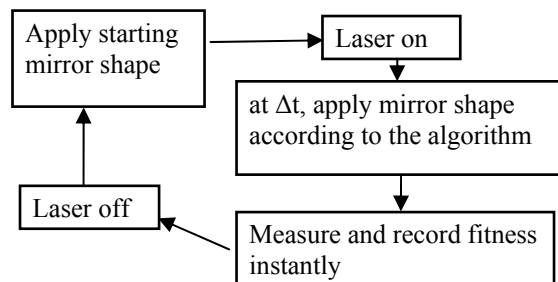 Apply starting
mirror shape
Laser on
at Δt, apply mirror shape
according to the algorithm
Measure and record fitness
instantly
Laser off